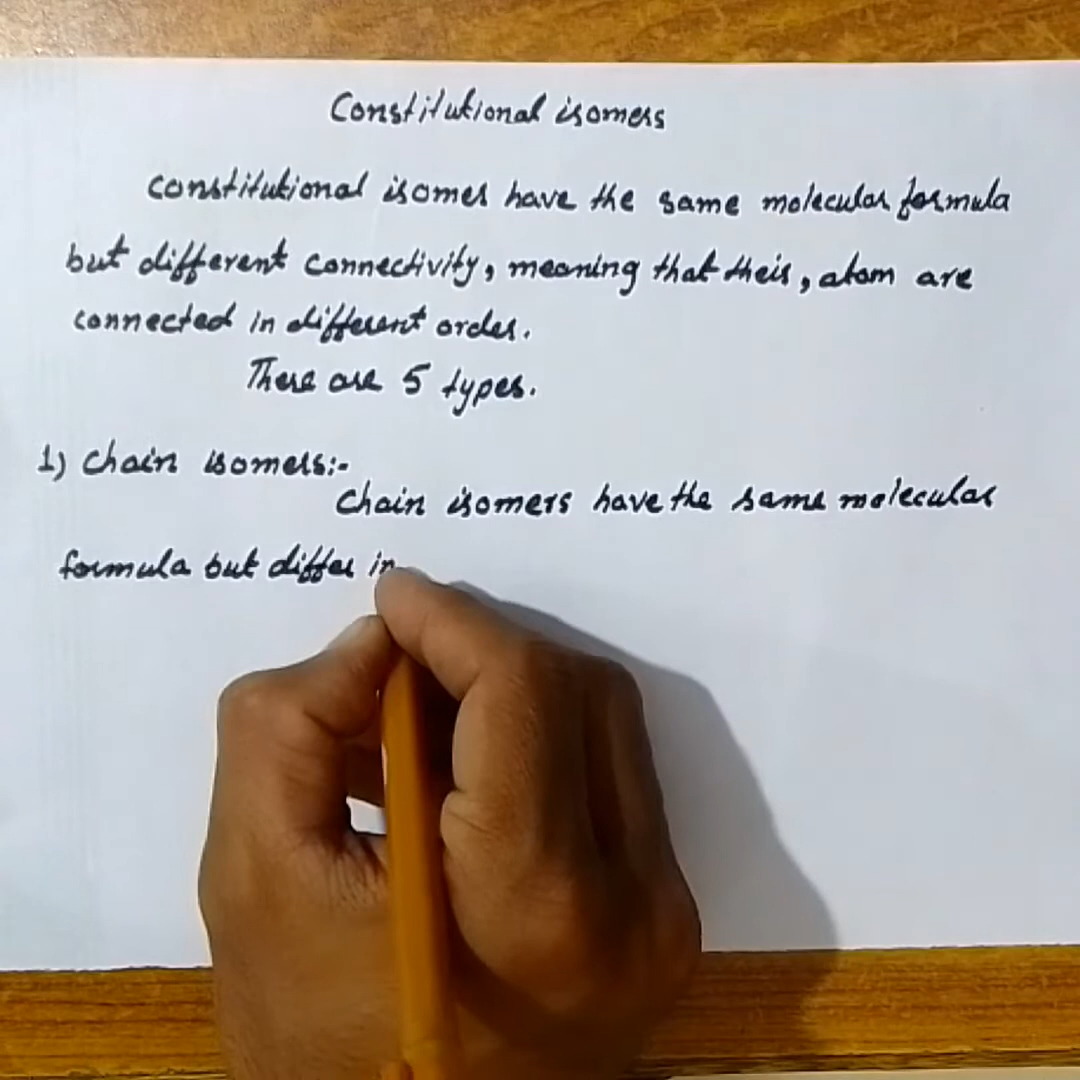 Constitutional isomers
constitutional isomes have the same molecular formula
but different connectivity, meaning that their, atom are
connected in different order.
There are 5 types.
1) chain isomers:-
chain isomers have the same molecular
formula but differ in